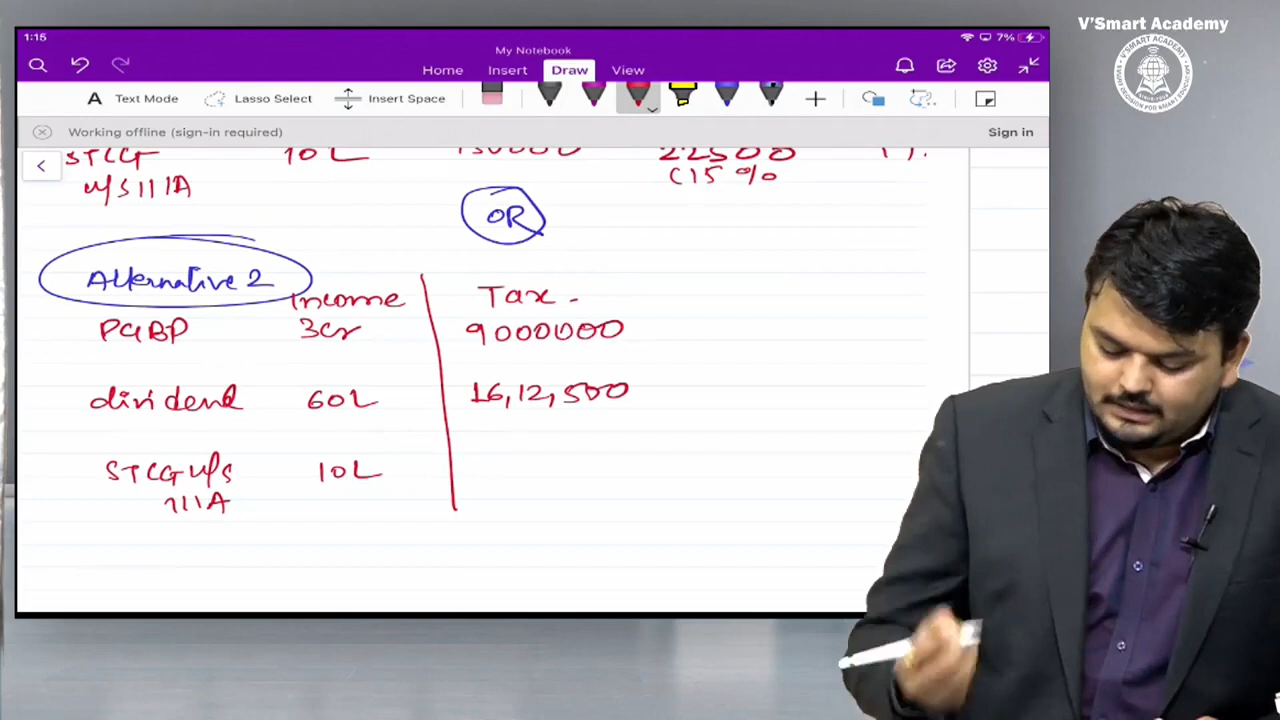 V'Smart Academy
1:15
7%
My Notebook
Home Insert Draw View
Text Mode Lasso Select Insert Space
Working offline (sign-in required) Sign in
STCG 10L 150000 22500
u/s 111A (15%
OR
Alternative 2
Income Tax -
PGBP 3Cr 9000000
dividend 60L 16,12,500
STCG u/s 10L
111A